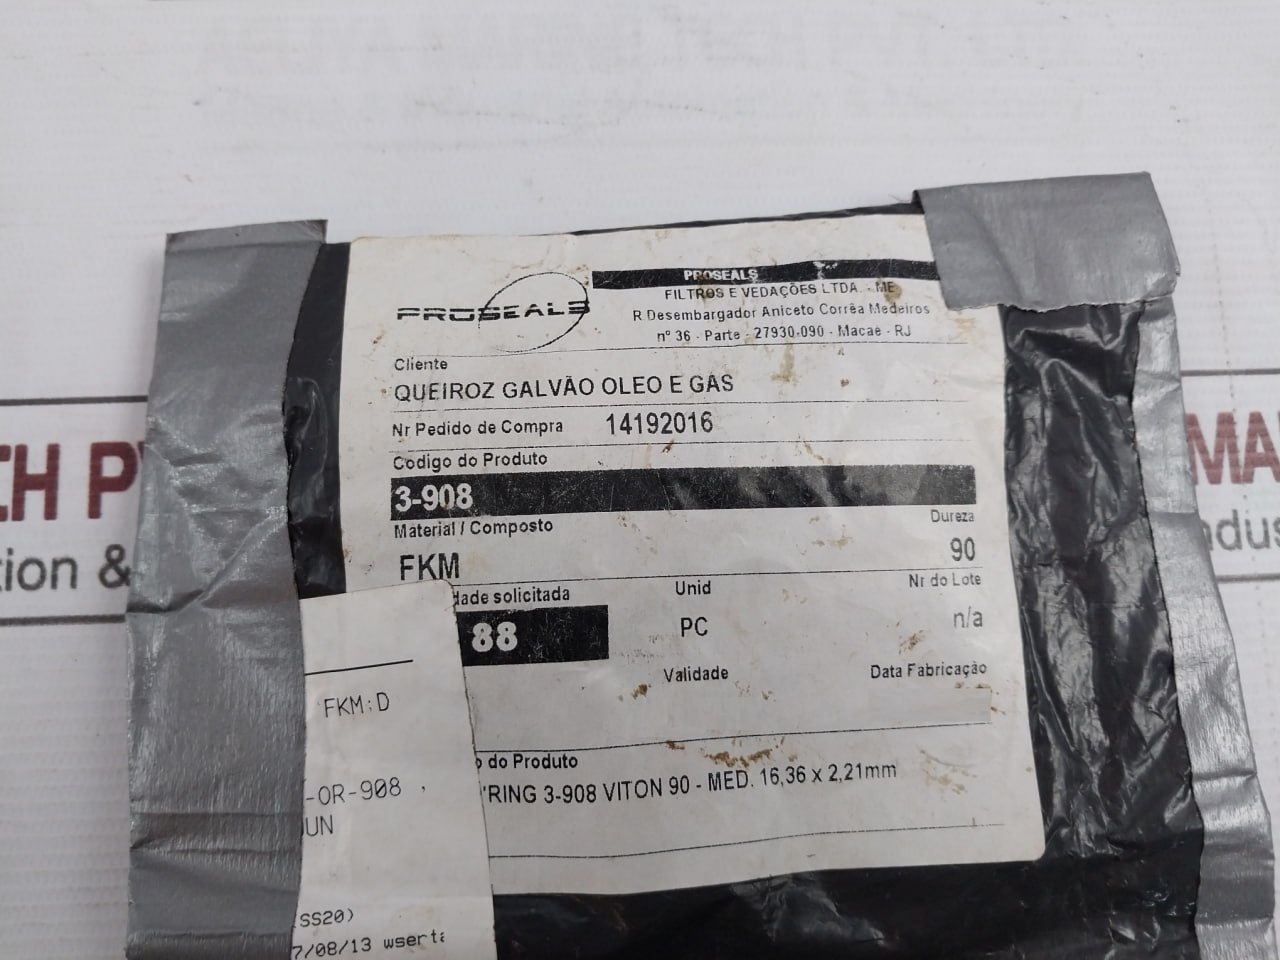 PROSEALS
PROSEALS
FILTROS E VEDAÇÕES LTDA. - ME
R Desembargador Aniceto Corrêa Medeiros
nº 36 - Parte - 27930-090 - Macae - RJ
Cliente
QUEIROZ GALVÃO OLEO E GAS
Nr Pedido de Compra 14192016
Codigo do Produto
3-908
Material / Composto Dureza
FKM 90
dade solicitada Unid Nr do Lote
88 PC n/a
Validade Data Fabricação
o do Produto
'RING 3-908 VITON 90 - MED. 16,36 x 2,21mm
FKM:D
-OR-908 ,
UN
SS20)
7/08/13 wserta
CH P
tion &
MA
dus